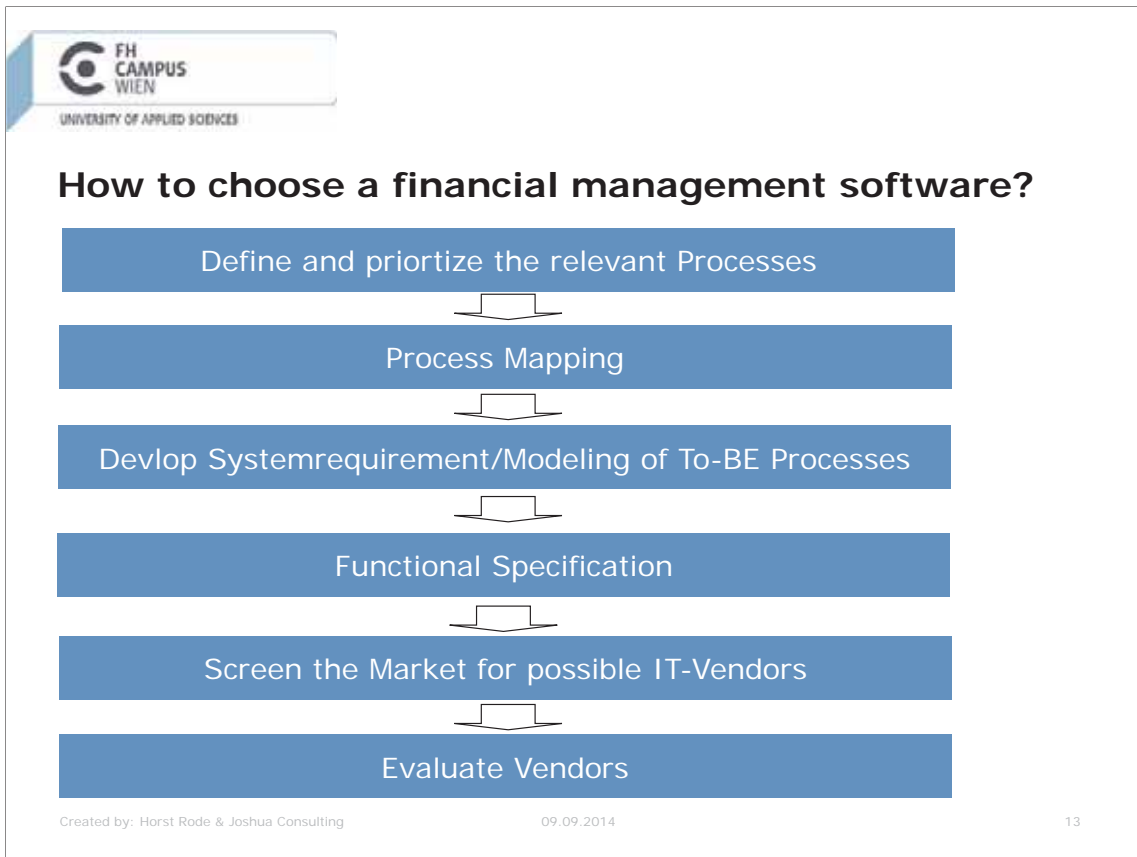 FH
CAMPUS
WIEN
UNIVERSITY OF APPLIED SCIENCES
How to choose a financial management software?
Define and priortize the relevant Processes
Process Mapping
Devlop Systemrequirement/Modeling of To-BE Processes
Functional Specification
Screen the Market for possible IT-Vendors
Evaluate Vendors
Created by: Horst Rode & Joshua Consulting 09.09.2014 13